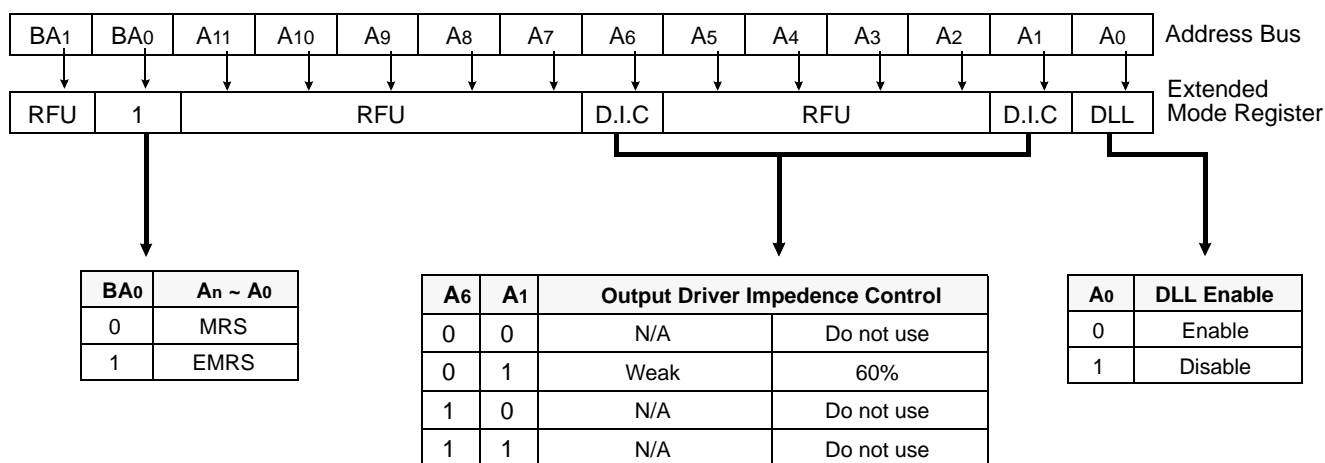 BA1 BA0 A11 A10 A9 A8 A7 A6 A5 A4 A3 A2 A1 A0 Address Bus
RFU 1 RFU D.I.C RFU D.I.C DLL Extended
Mode Register
BA0 An ~ A0
0 MRS
1 EMRS
A6 A1 Output Driver Impedence Control
0 0 N/A Do not use
0 1 Weak 60%
1 0 N/A Do not use
1 1 N/A Do not use
A0 DLL Enable
0 Enable
1 Disable